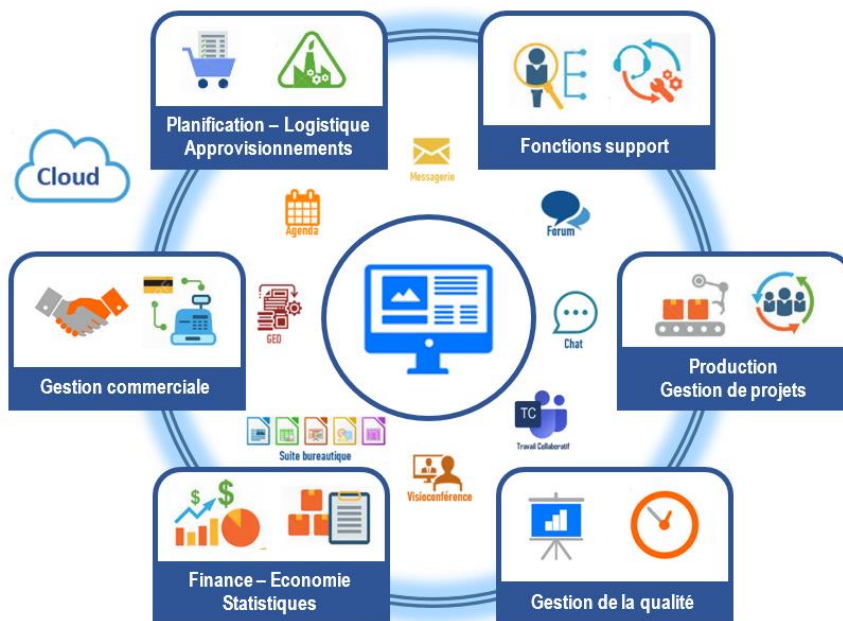 Planification – Logistique
Approvisionnements
Fonctions support
Cloud
Messagerie
Agenda
Forum
Gestion commerciale
GED
Chat
Production
Gestion de projets
TC
Travail Collaboratif
Suite bureautique
Visioconférence
$ $
Finance – Economie
Statistiques
Gestion de la qualité